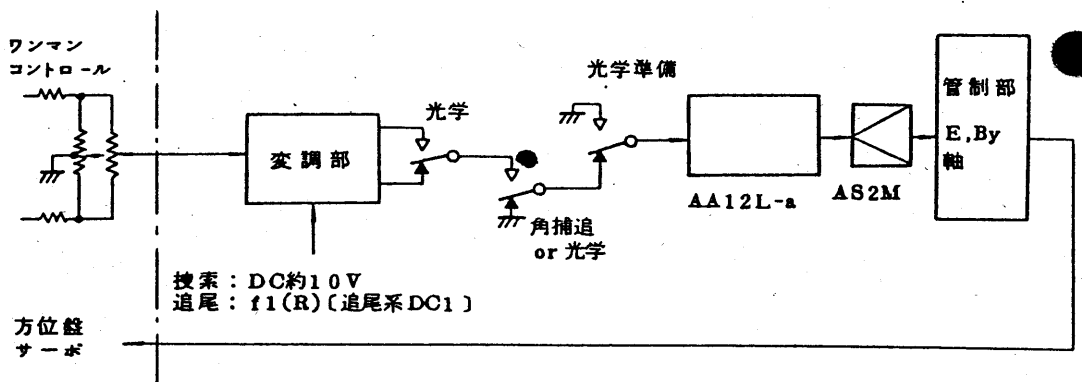 ワンマン
コントロール
変調部
光学
捜索：DC約10V
追尾：f1(R)〔追尾系DC1〕
角捕追
or 光学
光学準備
AA12L-a
AS2M
管制部
E,By
軸
方位盤
サーボ